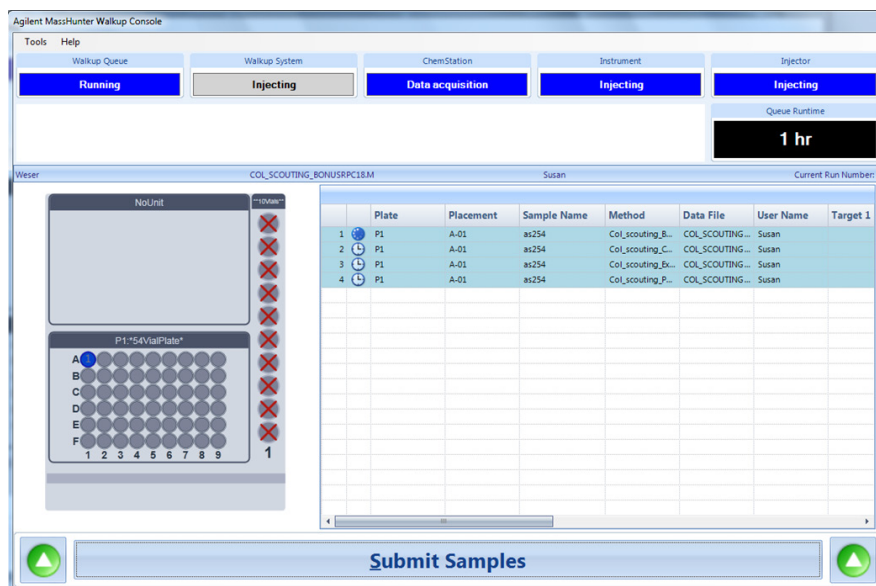 Agilent MassHunter Walkup Console
Tools Help
Walkup Queue Walkup System ChemStation Instrument Injector
Running Injecting Data acquisition Injecting Injecting
Queue Runtime
1 hr
Weser COL_SCOUTING_BONUSRPC18.M Susan Current Run Number:
NoUnit
Plate Placement Sample Name Method Data File User Name Target 1
1 P1 A-01 as254 Col_scouting_B... COL_SCOUTING... Susan
2 P1 A-01 as254 Col_scouting_C... COL_SCOUTING... Susan
3 P1 A-01 as254 Col_scouting_Ex... COL_SCOUTING... Susan
4 P1 A-01 as254 Col_scouting_P... COL_SCOUTING... Susan
P1:*54VialPlate*
A 1
B
C
D
E
F
1 2 3 4 5 6 7 8 9 1
Submit Samples